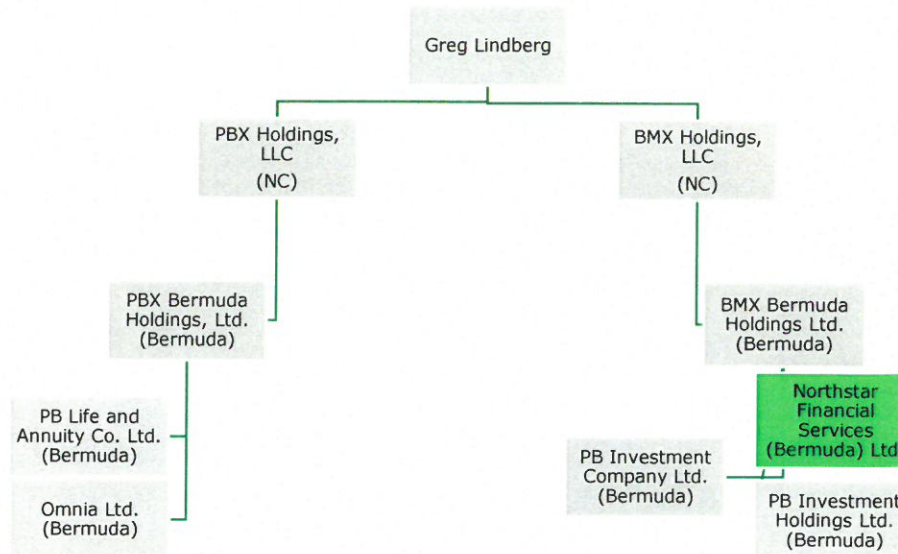 Greg Lindberg
PBX Holdings,
LLC
(NC)
BMX Holdings,
LLC
(NC)
PBX Bermuda
Holdings, Ltd.
(Bermuda)
BMX Bermuda
Holdings Ltd.
(Bermuda)
PB Life and
Annuity Co. Ltd.
(Bermuda)
Omnia Ltd.
(Bermuda)
Northstar
Financial
Services
(Bermuda) Ltd
PB Investment
Company Ltd.
(Bermuda)
PB Investment
Holdings Ltd.
(Bermuda)